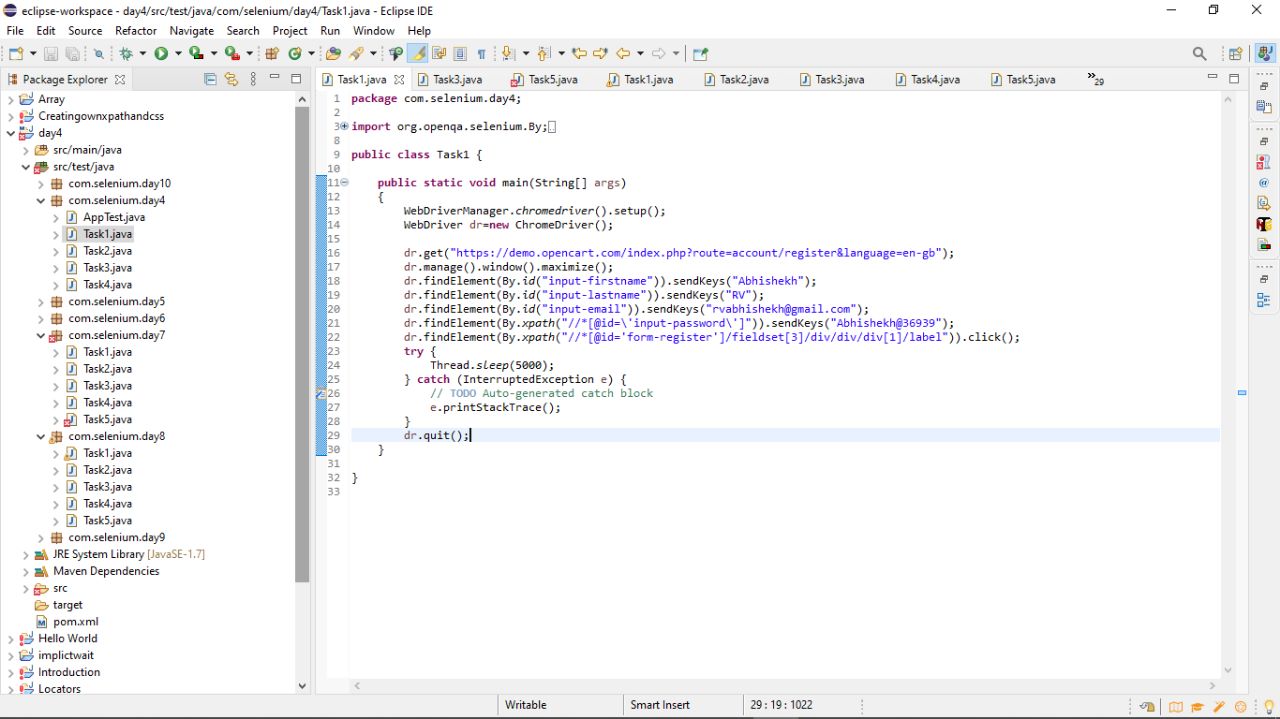 eclipse-workspace - day4/src/test/java/com/selenium/day4/Task1.java - Eclipse IDE
File Edit Source Refactor Navigate Search Project Run Window Help
Package Explorer
Array
Creatingownxpathandcss
day4
src/main/java
src/test/java
com.selenium.day10
com.selenium.day4
AppTest.java
Task1.java
Task2.java
Task3.java
Task4.java
com.selenium.day5
com.selenium.day6
com.selenium.day7
Task1.java
Task2.java
Task3.java
Task4.java
Task5.java
com.selenium.day8
Task1.java
Task2.java
Task3.java
Task4.java
Task5.java
com.selenium.day9
JRE System Library [JavaSE-1.7]
Maven Dependencies
src
target
pom.xml
Hello World
implictwait
Introduction
Locators
Task1.java Task3.java Task5.java Task1.java Task2.java Task3.java Task4.java Task5.java 29
1 package com.selenium.day4;
2
3 import org.openqa.selenium.By;
8
9 public class Task1 {
10
11 public static void main(String[] args)
12 {
13 WebDriverManager.chromedriver().setup();
14 WebDriver dr=new ChromeDriver();
15
16 dr.get("https://demo.opencart.com/index.php?route=account/register&language=en-gb");
17 dr.manage().window().maximize();
18 dr.findElement(By.id("input-firstname")).sendKeys("Abhishekh");
19 dr.findElement(By.id("input-lastname")).sendKeys("RV");
20 dr.findElement(By.id("input-email")).sendKeys("rvabhishekh@gmail.com");
21 dr.findElement(By.xpath("//*[@id=\'input-password\']")).sendKeys("Abhishekh@36939");
22 dr.findElement(By.xpath("//*[@id='form-register']/fieldset[3]/div/div/div[1]/label")).click();
23 try {
24 Thread.sleep(5000);
25 } catch (InterruptedException e) {
26 // TODO Auto-generated catch block
27 e.printStackTrace();
28 }
29 dr.quit();
30 }
31
32 }
33
Writable Smart Insert 29 : 19 : 1022